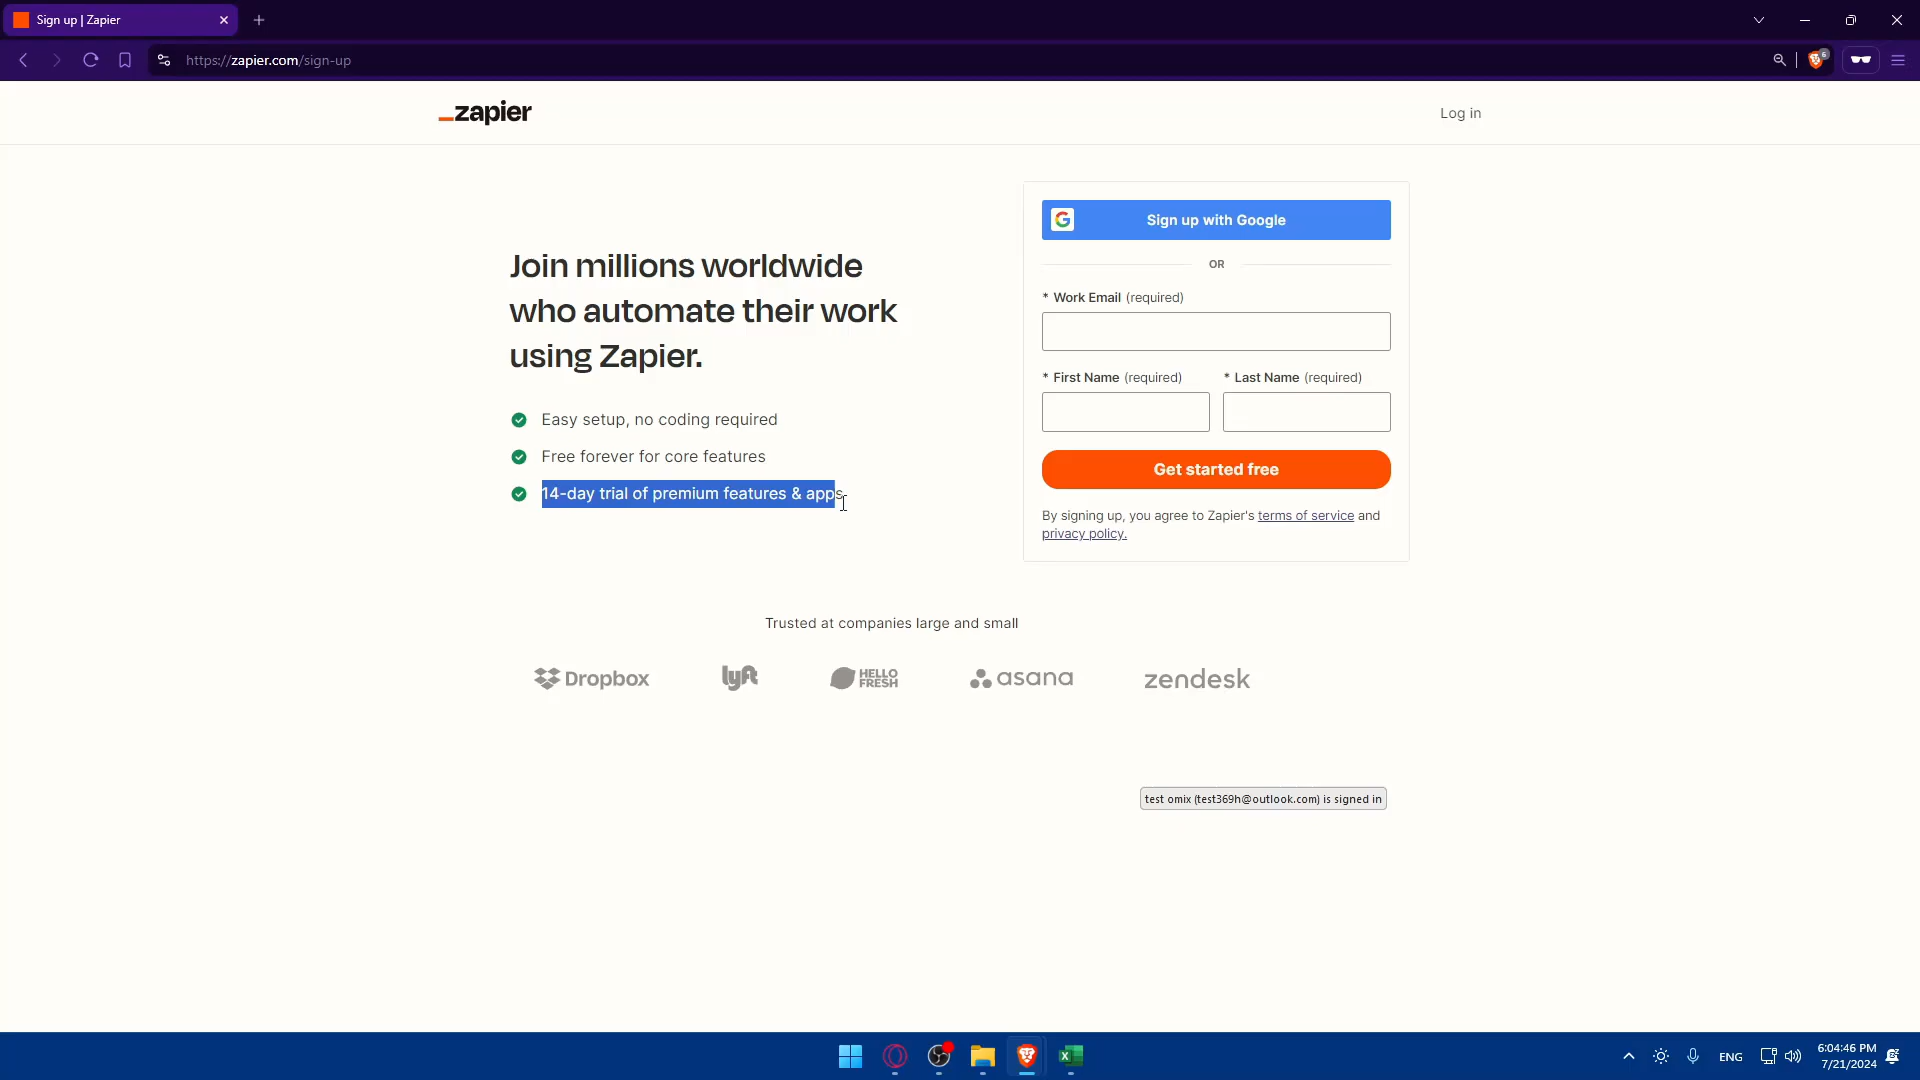 Sign up | Zapier
https://zapier.com/sign-up
6
zapier
Log in
Join millions worldwide
who automate their work
using Zapier.
Easy setup, no coding required
Free forever for core features
14-day trial of premium features & apps
G
Sign up with Google
OR
* Work Email (required)
* First Name (required)
* Last Name (required)
Get started free
By signing up, you agree to Zapier's terms of service and
privacy policy.
Trusted at companies large and small
Dropbox
lyft
HELLO
FRESH
asana
zendesk
test omix (test369h@outlook.com) is signed in
ENG
6:04:46 PM
7/21/2024